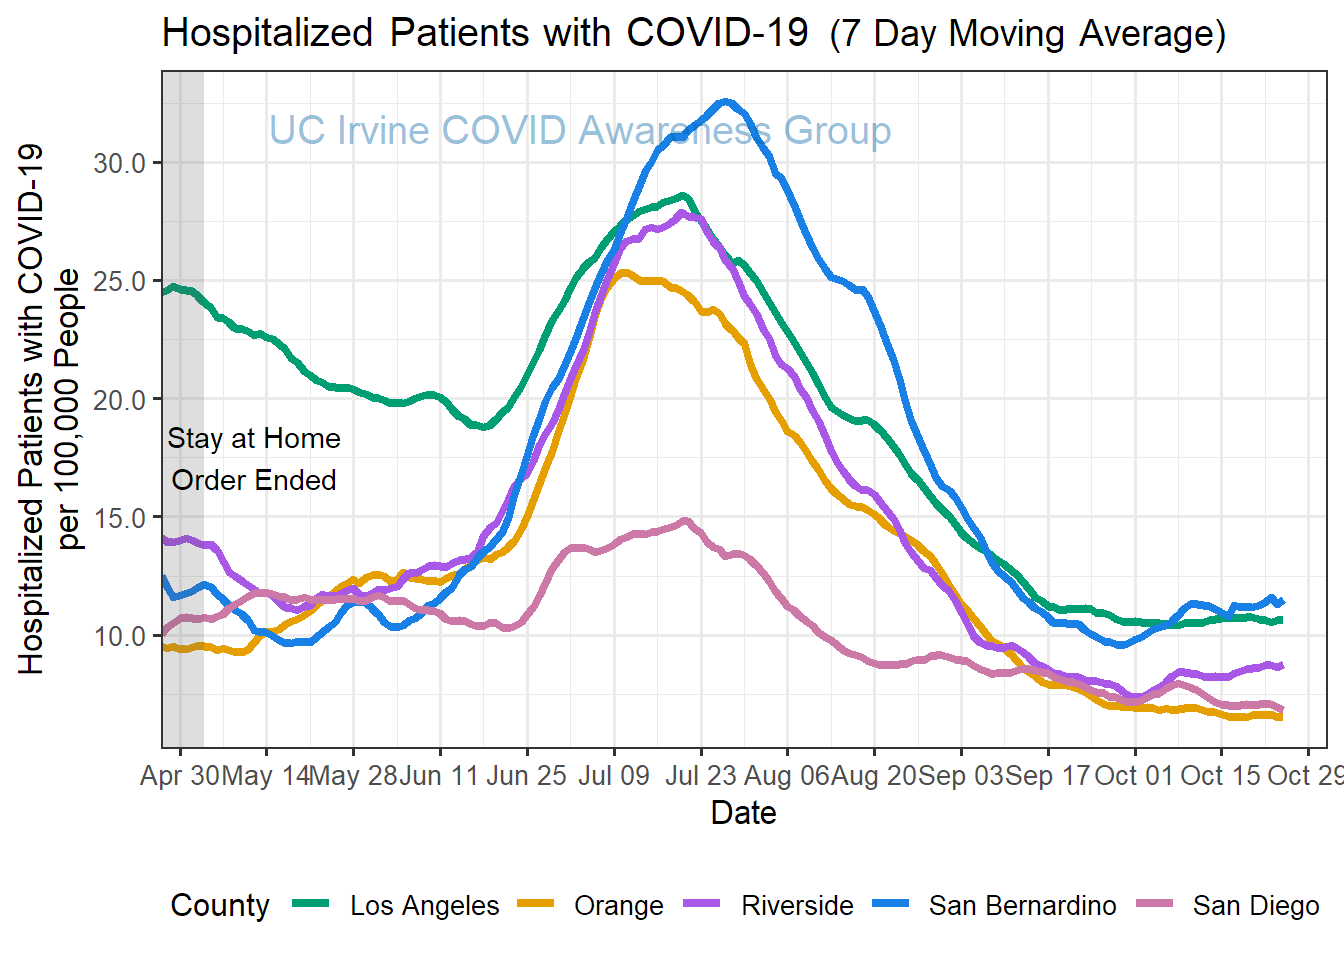 Hospitalized Patients with COVID-19 (7 Day Moving Average)
UC Irvine COVID Awareness Group
Hospitalized Patients with COVID-19
per 100,000 People
30.0
25.0
20.0
15.0
10.0
Stay at Home
Order Ended
Apr 30 May 14 May 28 Jun 11 Jun 25 Jul 09 Jul 23 Aug 06 Aug 20 Sep 03 Sep 17 Oct 01 Oct 15 Oct 29
Date
County Los Angeles Orange Riverside San Bernardino San Diego